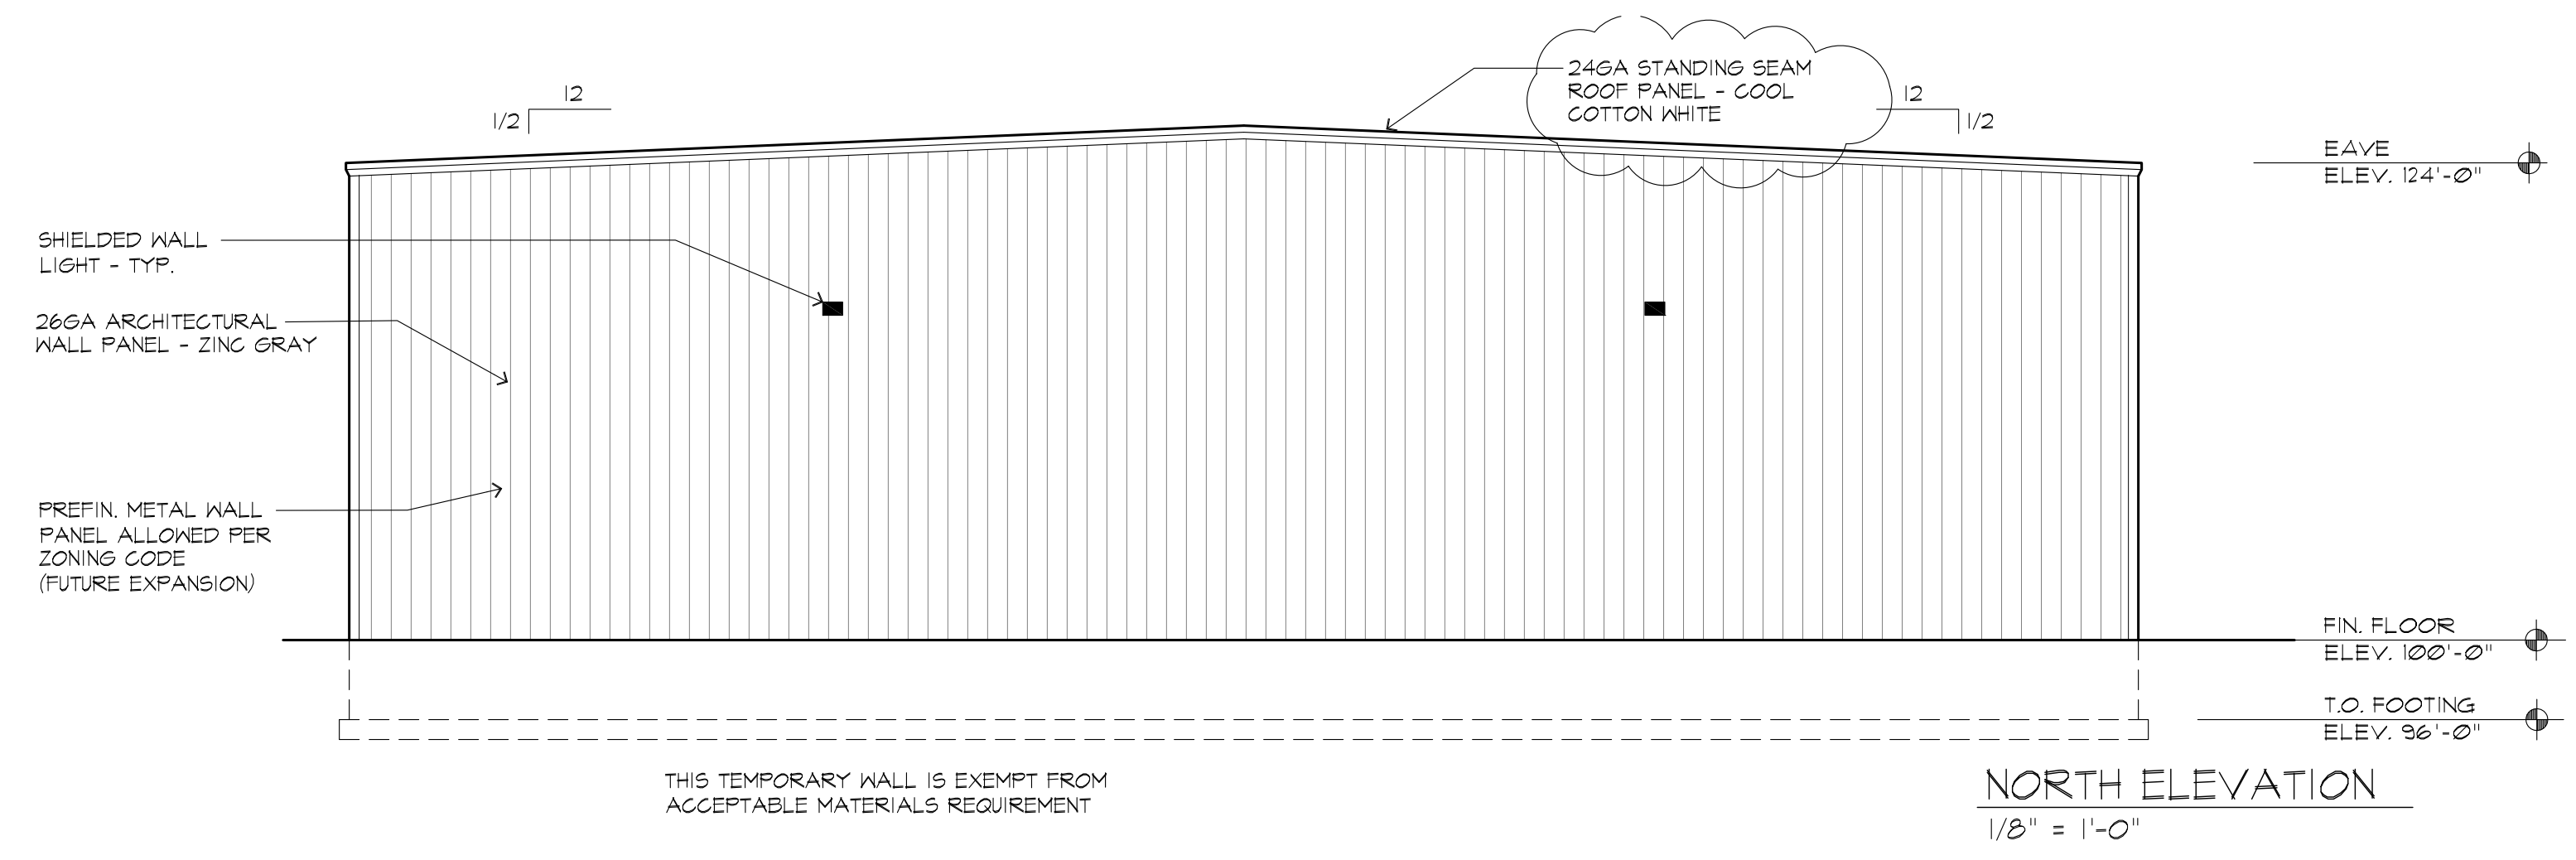 24GA STANDING SEAM
ROOF PANEL - COOL
COTTON WHITE
12
1/2
12
1/2
EAVE
ELEV. 124'-0"
SHIELDED WALL
LIGHT - TYP.
26GA ARCHITECTURAL
WALL PANEL - ZINC GRAY
PREFIN. METAL WALL
PANEL ALLOWED PER
ZONING CODE
(FUTURE EXPANSION)
FIN. FLOOR
ELEV. 100'-0"
T.O. FOOTING
ELEV. 96'-0"
THIS TEMPORARY WALL IS EXEMPT FROM
ACCEPTABLE MATERIALS REQUIREMENT
NORTH ELEVATION
1/8" = 1'-0"